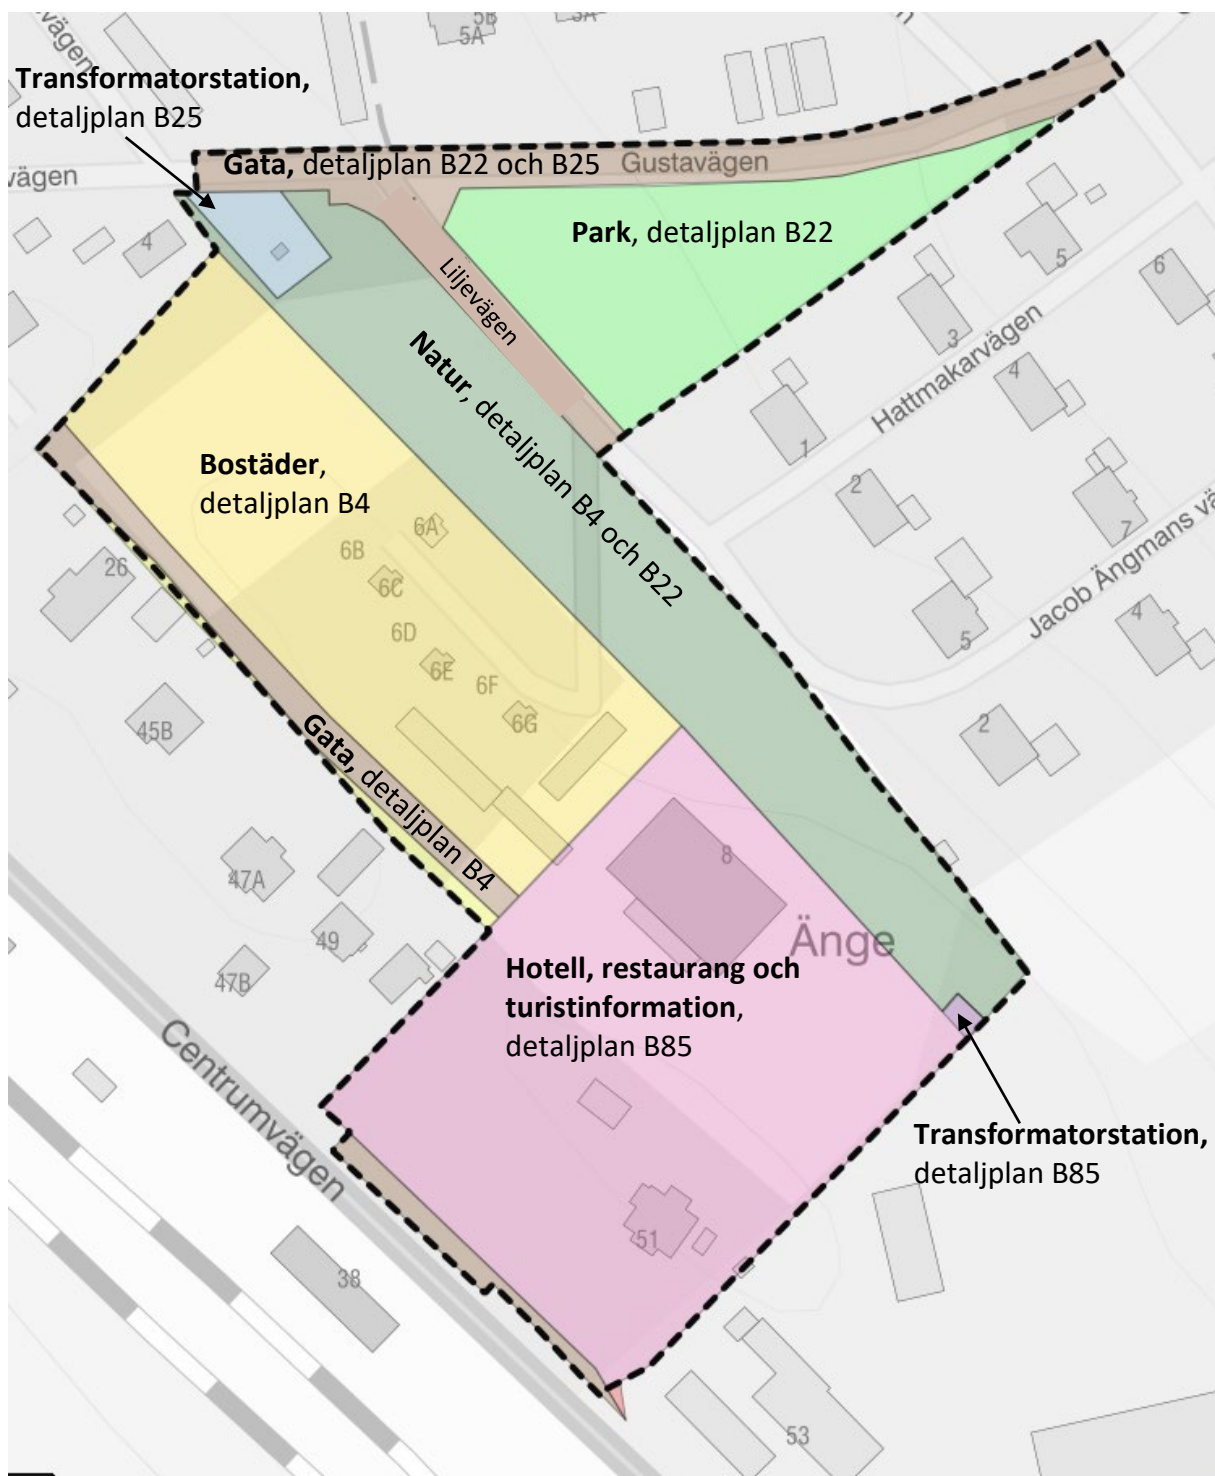 5B
5A
5A
vägen
Transformatorstation,
detaljplan B25
Gata, detaljplan B22 och B25
Gustavägen
vägen
Park, detaljplan B22
4
5
6
Liljevägen
3
Hattmakarvägen
4
Natur, detaljplan B4 och B22
1
Bostäder,
detaljplan B4
2
7
Jacob Ängmans vä
6A
6B
26
6C
6D
5
4
6E
6F
6G
45B
2
Gata, detaljplan B4
8
47A
Änge
49
47B
Hotell, restaurang och
turistinformation,
detaljplan B85
Centrumvägen
Transformatorstation,
detaljplan B85
51
38
53